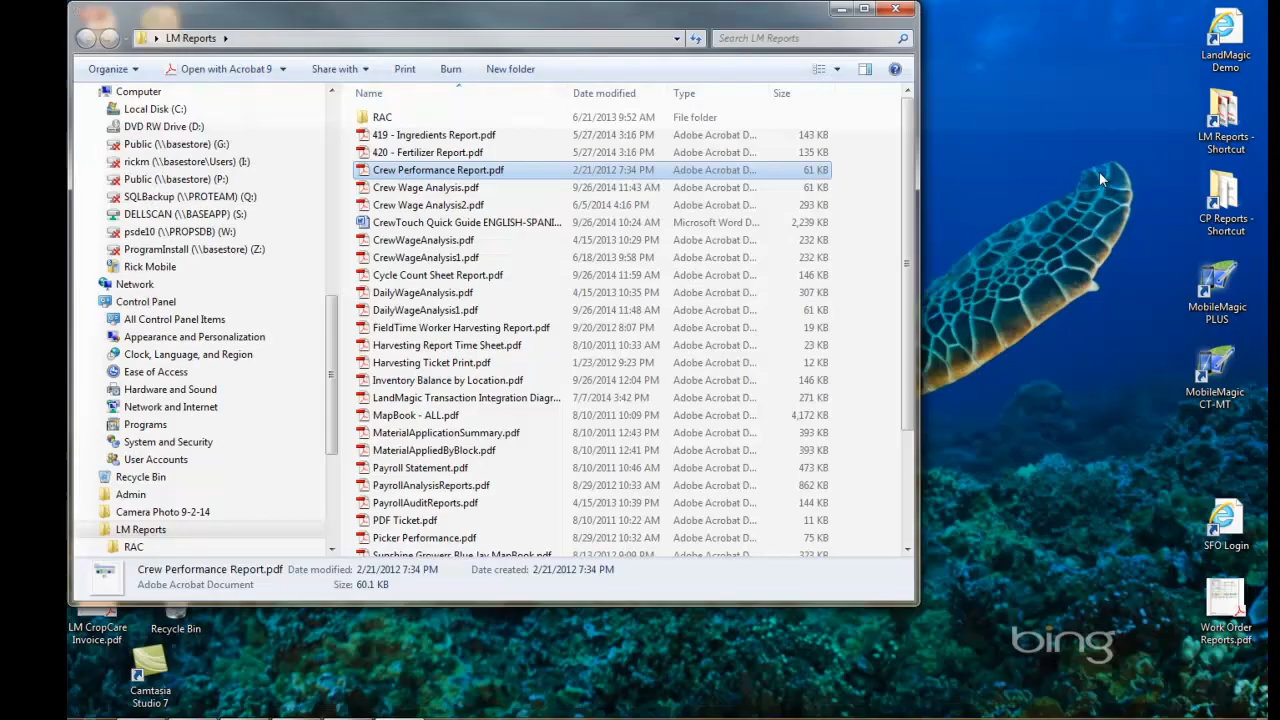 LM Reports
Search LM Reports
Organize Open with Acrobat 9 Share with Print Burn New folder
Name Date modified Type Size
Computer
Local Disk (C:)
DVD RW Drive (D:)
Public (\\basestore) (G:)
rickm (\\basestore\Users) (I:)
Public (\\basestore) (P:)
SQLBackup (\\PROTEAM) (Q:)
DELLSCAN (\\BASEAPP) (S:)
psde10 (\\PROPSDB) (W:)
ProgramInstall (\\basestore) (Z:)
Rick Mobile
Network
Control Panel
All Control Panel Items
Appearance and Personalization
Clock, Language, and Region
Ease of Access
Hardware and Sound
Network and Internet
Programs
System and Security
User Accounts
Recycle Bin
Admin
Camera Photo 9-2-14
LM Reports
RAC
RAC 6/21/2013 9:52 AM File folder
419 - Ingredients Report.pdf 5/27/2014 3:16 PM Adobe Acrobat D... 143 KB
420 - Fertilizer Report.pdf 5/27/2014 3:16 PM Adobe Acrobat D... 135 KB
Crew Performance Report.pdf 2/21/2012 7:34 PM Adobe Acrobat D... 61 KB
Crew Wage Analysis.pdf 9/26/2014 11:43 AM Adobe Acrobat D... 61 KB
Crew Wage Analysis2.pdf 6/5/2014 4:16 PM Adobe Acrobat D... 293 KB
CrewTouch Quick Guide ENGLISH-SPANI... 9/26/2014 10:24 AM Microsoft Word D... 2,239 KB
CrewWageAnalysis.pdf 4/15/2013 10:29 PM Adobe Acrobat D... 232 KB
CrewWageAnalysis1.pdf 6/18/2013 9:58 PM Adobe Acrobat D... 232 KB
Cycle Count Sheet Report.pdf 9/26/2014 11:59 AM Adobe Acrobat D... 146 KB
DailyWageAnalysis.pdf 4/15/2013 10:35 PM Adobe Acrobat D... 307 KB
DailyWageAnalysis1.pdf 9/26/2014 11:48 AM Adobe Acrobat D... 61 KB
FieldTime Worker Harvesting Report.pdf 9/20/2012 8:07 PM Adobe Acrobat D... 19 KB
Harvesting Report Time Sheet.pdf 8/10/2011 10:33 AM Adobe Acrobat D... 23 KB
Harvesting Ticket Print.pdf 1/23/2012 9:23 PM Adobe Acrobat D... 12 KB
Inventory Balance by Location.pdf 9/26/2014 12:04 PM Adobe Acrobat D... 146 KB
LandMagic Transaction Integration Diagr... 7/7/2014 3:42 PM Adobe Acrobat D... 271 KB
MapBook - ALL.pdf 8/10/2011 10:09 PM Adobe Acrobat D... 4,172 KB
MaterialApplicationSummary.pdf 8/10/2011 12:43 PM Adobe Acrobat D... 393 KB
MaterialAppliedByBlock.pdf 8/10/2011 12:41 PM Adobe Acrobat D... 393 KB
Payroll Statement.pdf 8/10/2011 10:46 AM Adobe Acrobat D... 473 KB
PayrollAnalysisReports.pdf 8/29/2012 10:33 AM Adobe Acrobat D... 862 KB
PayrollAuditReports.pdf 4/15/2013 10:39 PM Adobe Acrobat D... 144 KB
PDF Ticket.pdf 8/10/2011 10:22 AM Adobe Acrobat D... 11 KB
Picker Performance.pdf 8/29/2012 10:32 AM Adobe Acrobat D... 75 KB
Sunshine Growers BlueJay MapBook.pdf 8/13/2012 9:09 PM Adobe Acrobat D... 323 KB
Crew Performance Report.pdf Date modified: 2/21/2012 7:34 PM Date created: 2/21/2012 7:34 PM
Adobe Acrobat Document Size: 60.1 KB
LandMagic
Demo
LM Reports -
Shortcut
CP Reports -
Shortcut
MobileMagic
PLUS
MobileMagic
CT-MT
SFO Login
Work Order
Reports.pdf
LM CropCare
Invoice.pdf
Recycle Bin
Camtasia
Studio 7
bing